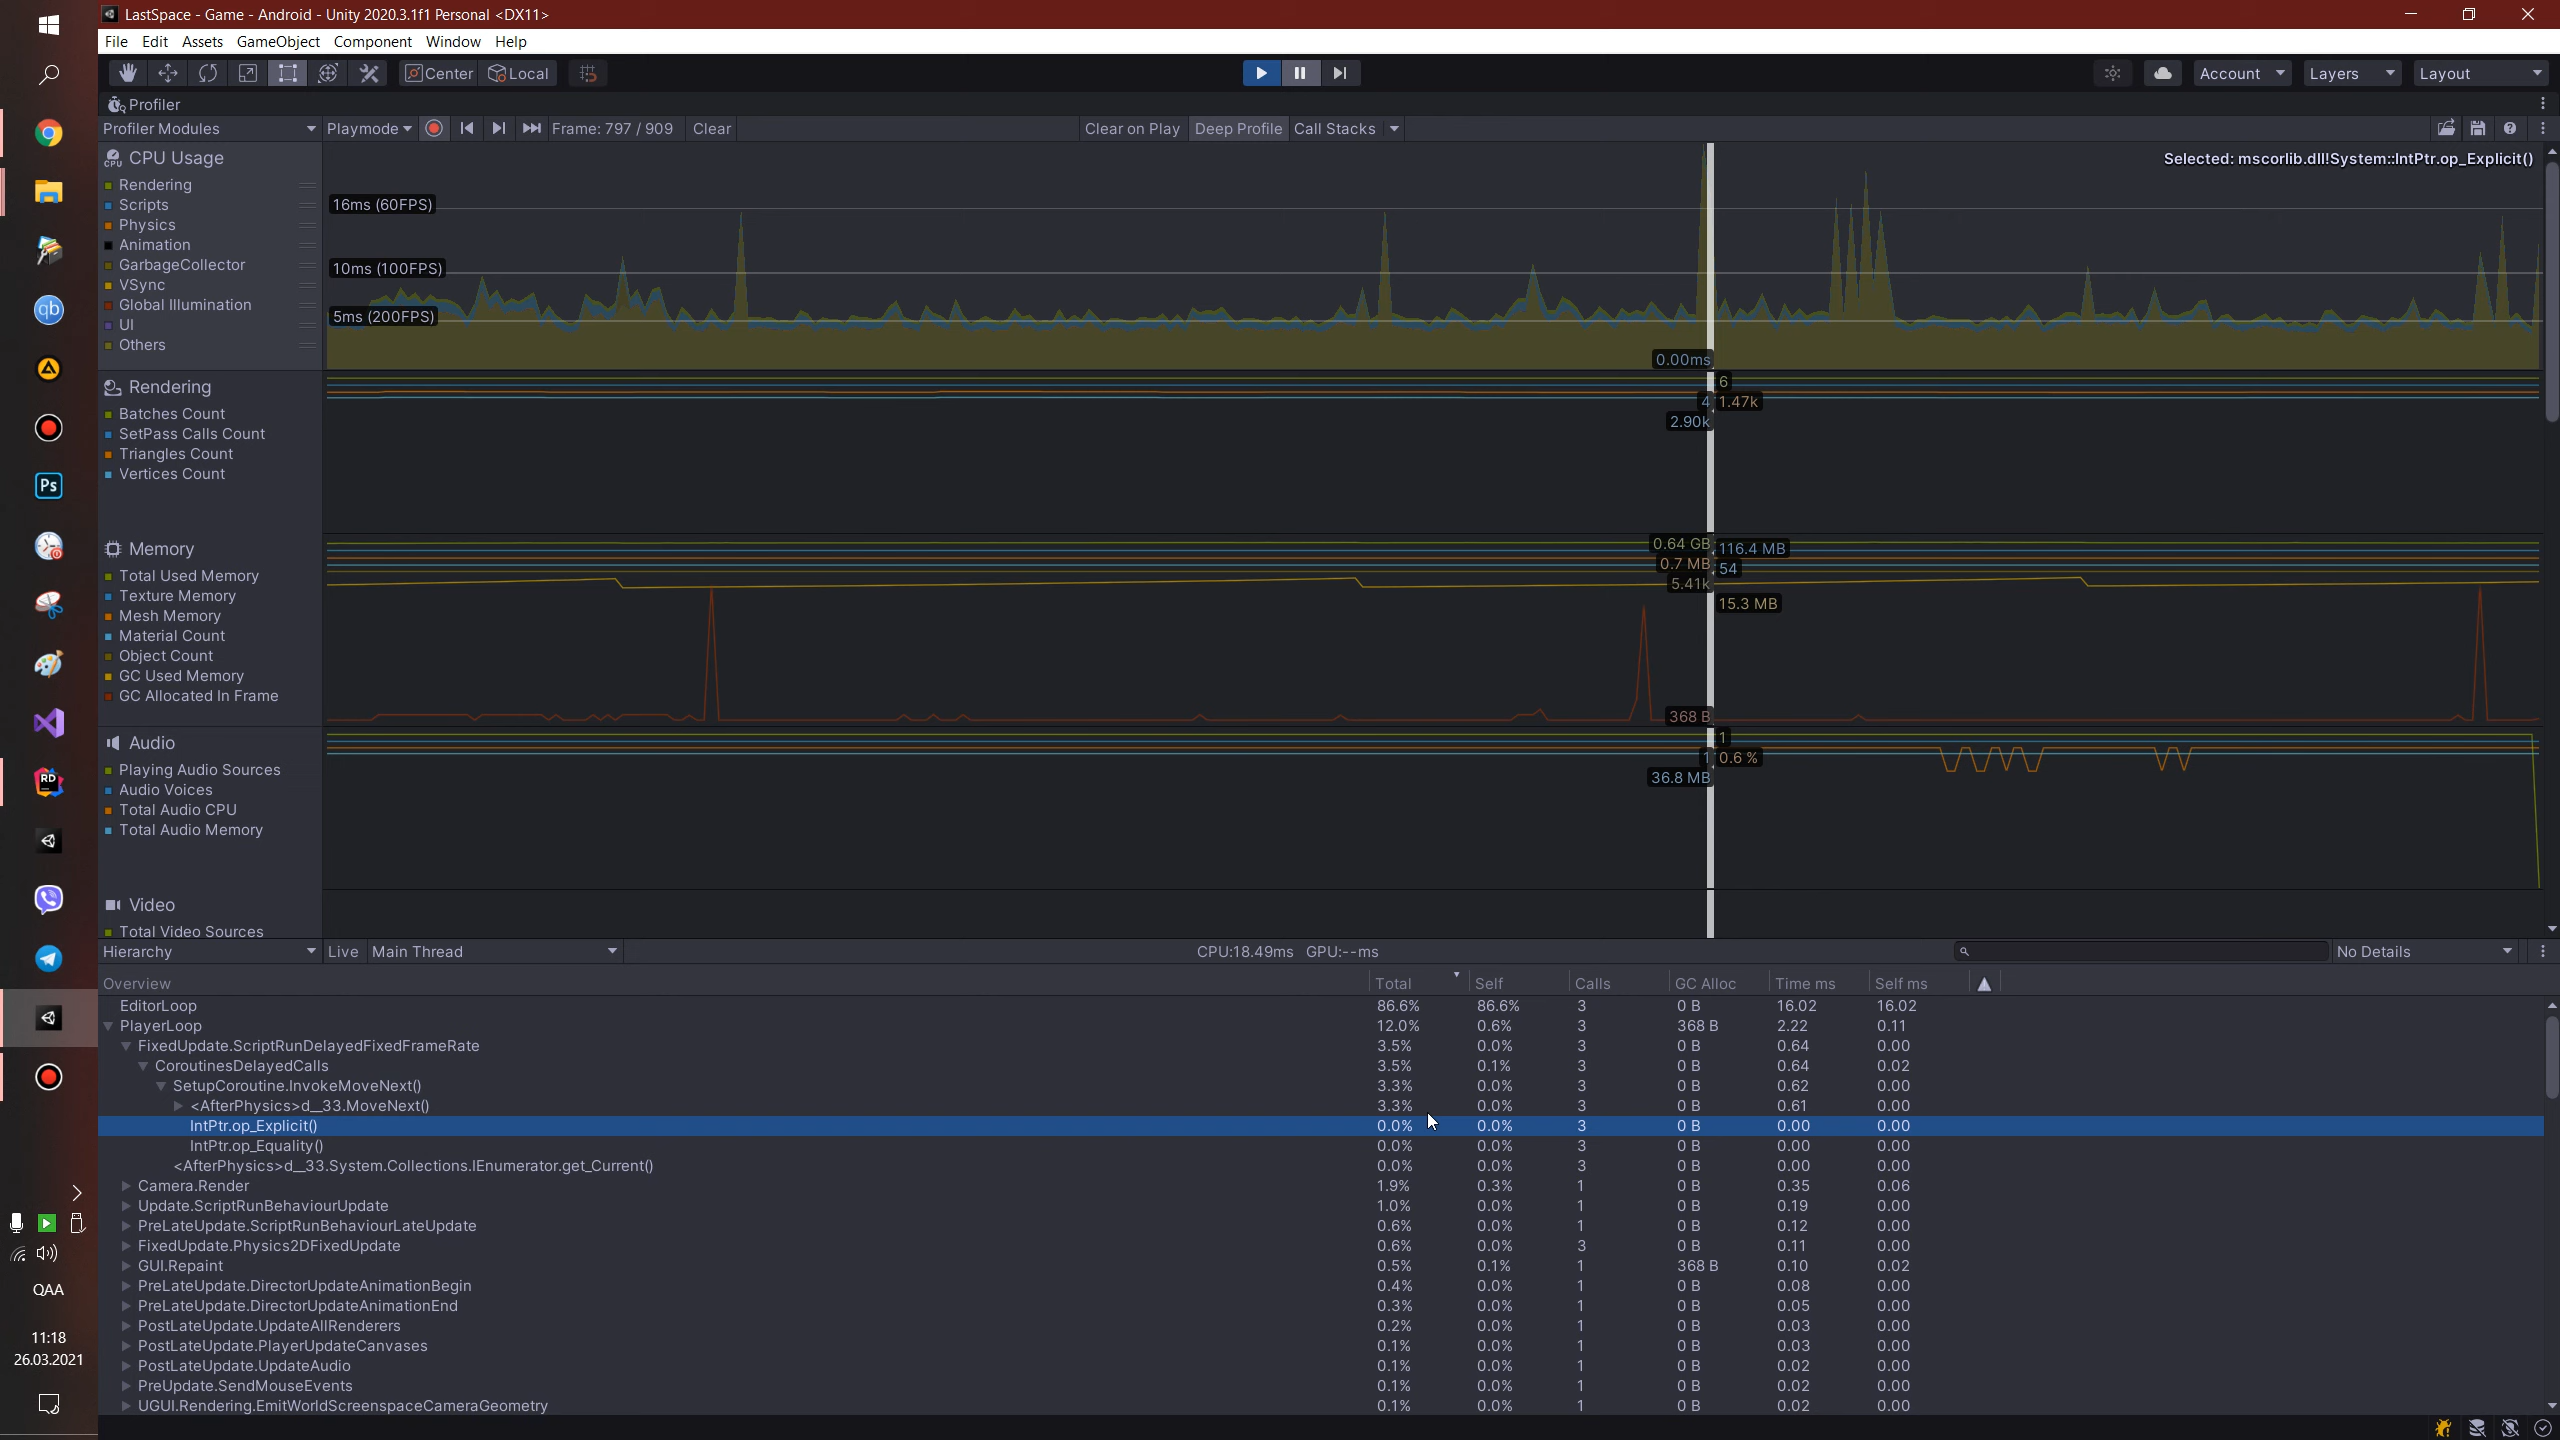 LastSpace - Game - Android - Unity 2020.3.1f1 Personal <DX11>
File Edit Assets GameObject Component Window Help
Center Local Account Layers Layout
Profiler
Profiler Modules Playmode Frame: 797 / 909 Clear Clear on Play Deep Profile Call Stacks
CPU Usage
Selected: mscorlib.dll!System::IntPtr.op_Explicit()
Rendering
Scripts
16ms (60FPS)
Physics
Animation
GarbageCollector
10ms (100FPS)
VSync
Global Illumination
5ms (200FPS)
UI
Others
0.00ms
Rendering
6
4 1.47k
Batches Count
2.90k
SetPass Calls Count
Triangles Count
Vertices Count
Memory
0.64 GB 116.4 MB
0.7 MB 54
Total Used Memory
5.41k
Texture Memory
15.3 MB
Mesh Memory
Material Count
Object Count
GC Used Memory
GC Allocated In Frame
368 B
Audio
1
1 0.6 %
Playing Audio Sources
36.8 MB
Audio Voices
Total Audio CPU
Total Audio Memory
Video
Total Video Sources
Hierarchy Live Main Thread CPU:18.49ms GPU:--ms No Details
Overview Total Self Calls GC Alloc Time ms Self ms
EditorLoop 86.6% 86.6% 3 0 B 16.02 16.02
PlayerLoop 12.0% 0.6% 3 368 B 2.22 0.11
FixedUpdate.ScriptRunDelayedFixedFrameRate 3.5% 0.0% 3 0 B 0.64 0.00
CoroutinesDelayedCalls 3.5% 0.1% 3 0 B 0.64 0.02
SetupCoroutine.InvokeMoveNext() 3.3% 0.0% 3 0 B 0.62 0.00
<AfterPhysics>d__33.MoveNext() 3.3% 0.0% 3 0 B 0.61 0.00
IntPtr.op_Explicit() 0.0% 0.0% 3 0 B 0.00 0.00
IntPtr.op_Equality() 0.0% 0.0% 3 0 B 0.00 0.00
<AfterPhysics>d__33.System.Collections.IEnumerator.get_Current() 0.0% 0.0% 3 0 B 0.00 0.00
Camera.Render 1.9% 0.3% 1 0 B 0.35 0.06
Update.ScriptRunBehaviourUpdate 1.0% 0.0% 1 0 B 0.19 0.00
PreLateUpdate.ScriptRunBehaviourLateUpdate 0.6% 0.0% 1 0 B 0.12 0.00
FixedUpdate.Physics2DFixedUpdate 0.6% 0.0% 3 0 B 0.11 0.00
GUI.Repaint 0.5% 0.1% 1 368 B 0.10 0.02
PreLateUpdate.DirectorUpdateAnimationBegin 0.4% 0.0% 1 0 B 0.08 0.00
PreLateUpdate.DirectorUpdateAnimationEnd 0.3% 0.0% 1 0 B 0.05 0.00
PostLateUpdate.UpdateAllRenderers 0.2% 0.0% 1 0 B 0.03 0.00
PostLateUpdate.PlayerUpdateCanvases 0.1% 0.0% 1 0 B 0.03 0.00
PostLateUpdate.UpdateAudio 0.1% 0.0% 1 0 B 0.02 0.00
PreUpdate.SendMouseEvents 0.1% 0.0% 1 0 B 0.02 0.00
UGUI.Rendering.EmitWorldScreenspaceCameraGeometry 0.1% 0.0% 1 0 B 0.02 0.00
qb
Ps
RD
QAA
11:18
26.03.2021